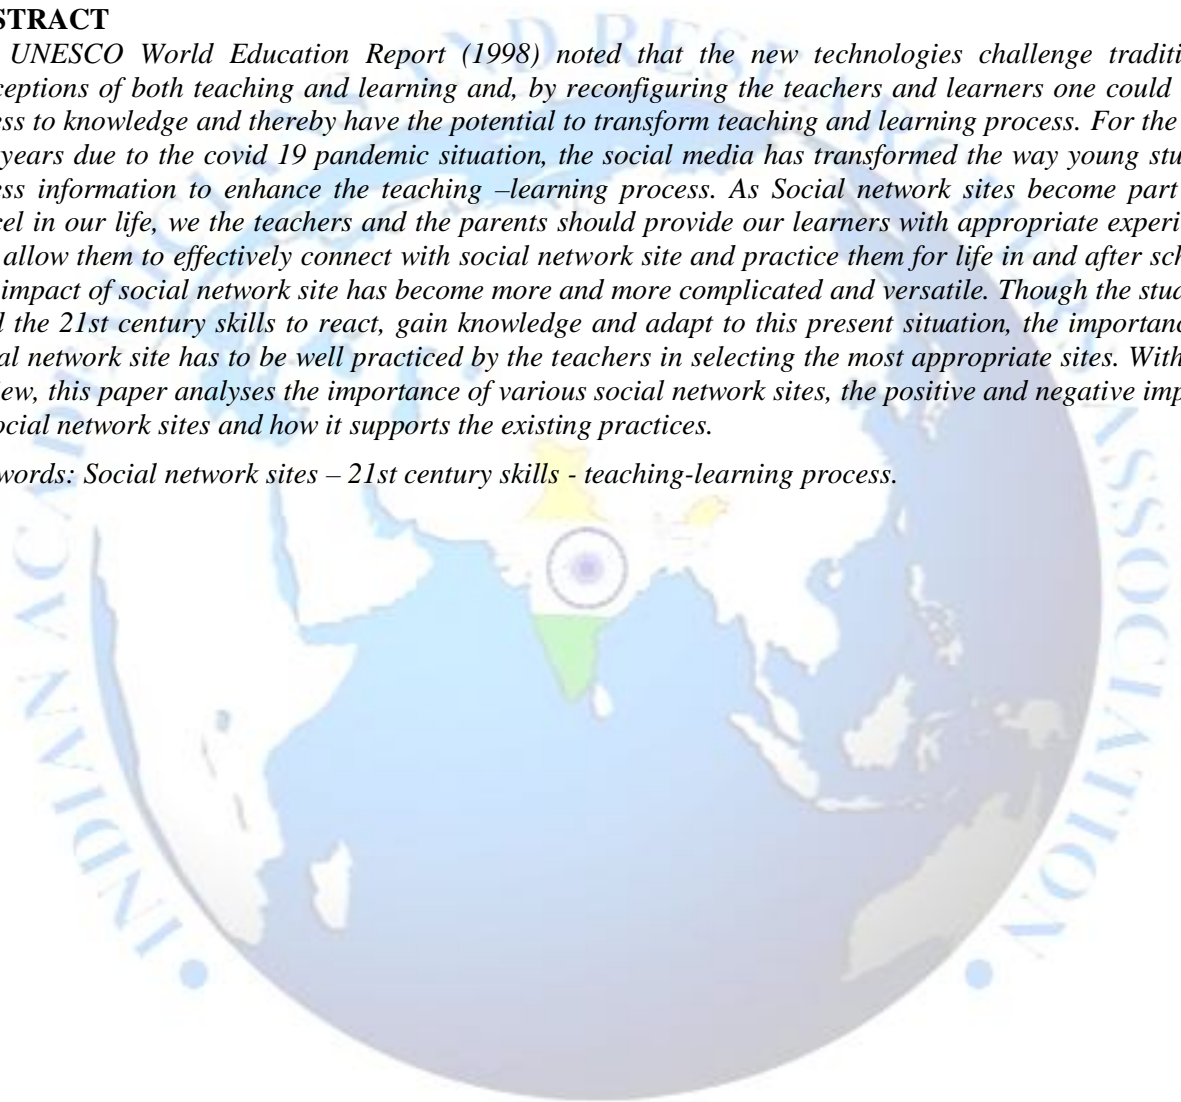 STRACT
UNESCO World Education Report (1998) noted that the new technologies challenge traditi
ceptions of both teaching and learning and, by reconfiguring the teachers and learners one could
ess to knowledge and thereby have the potential to transform teaching and learning process. For the
years due to the covid 19 pandemic situation, the social media has transformed the way young stu
ess information to enhance the teaching –learning process. As Social network sites become part
cel in our life, we the teachers and the parents should provide our learners with appropriate experi
allow them to effectively connect with social network site and practice them for life in and after sch
impact of social network site has become more and more complicated and versatile. Though the stud
d the 21st century skills to react, gain knowledge and adapt to this present situation, the importanc
al network site has to be well practiced by the teachers in selecting the most appropriate sites. With
ew, this paper analyses the importance of various social network sites, the positive and negative imp
ocial network sites and how it supports the existing practices.
words: Social network sites – 21st century skills - teaching-learning process.
INDIAN ACADEMICIANS AND RESEARCHERS ASSOCIATION